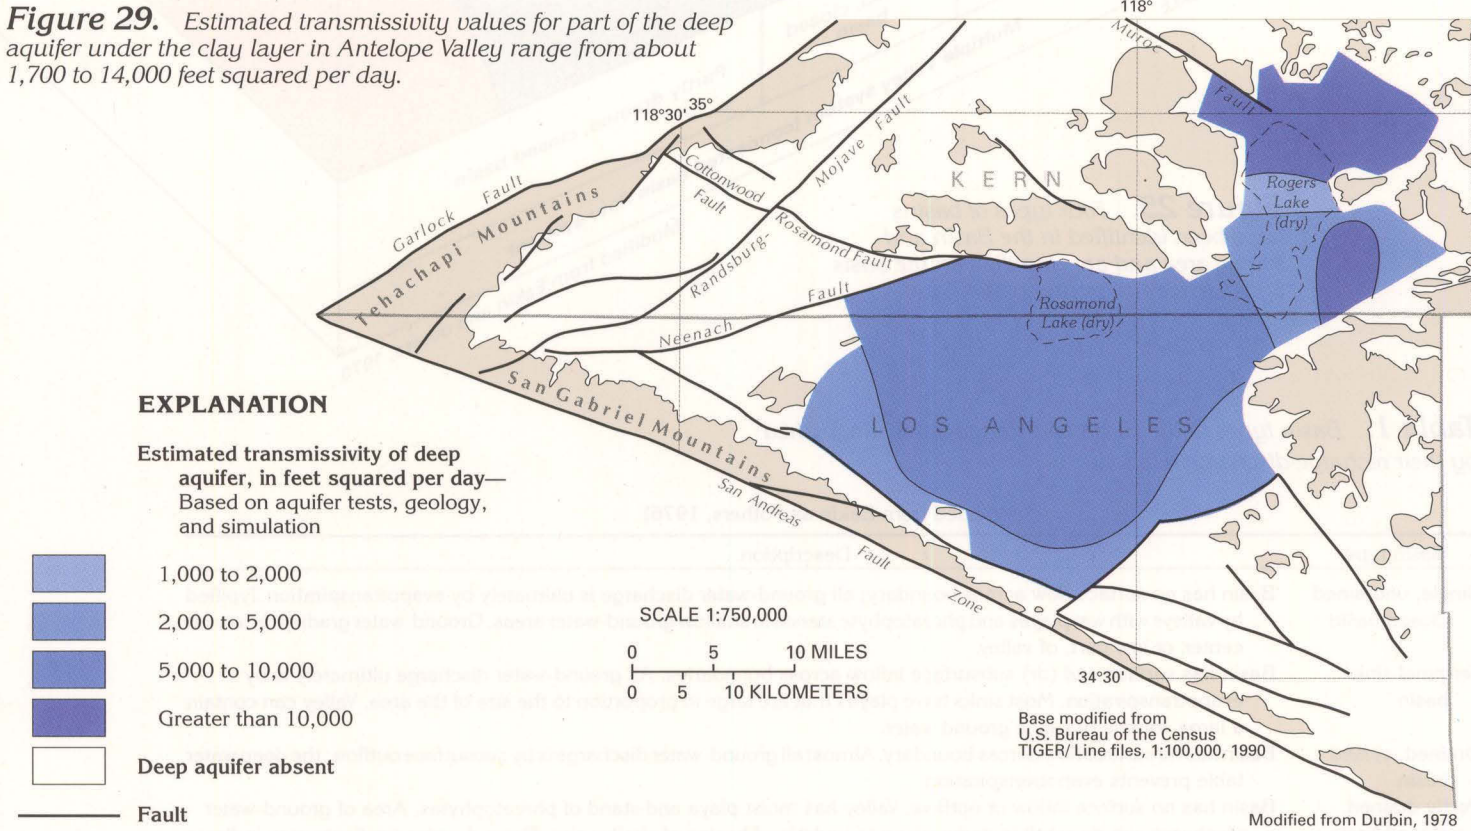 Figure 29. Estimated transmissivity values for part of the deep
aquifer under the clay layer in Antelope Valley range from about
1,700 to 14,000 feet squared per day.
118°
118°30'
35°
Muroc
Fault
Mojave Fault
Cottonwood
Fault
Garlock Fault
Tehachapi Mountains
KERN
Rogers
Lake
(dry)
Rosamond Fault
Randsburg-
Neenach Fault
Rosamond
Lake (dry)
LOS ANGELES
San Gabriel Mountains
San Andreas
Fault
Zone
34°30'
EXPLANATION
Estimated transmissivity of deep
aquifer, in feet squared per day—
Based on aquifer tests, geology,
and simulation
1,000 to 2,000
2,000 to 5,000
5,000 to 10,000
Greater than 10,000
Deep aquifer absent
Fault
SCALE 1:750,000
0 5 10 MILES
0 5 10 KILOMETERS
Base modified from
U.S. Bureau of the Census
TIGER/ Line files, 1:100,000, 1990
Modified from Durbin, 1978